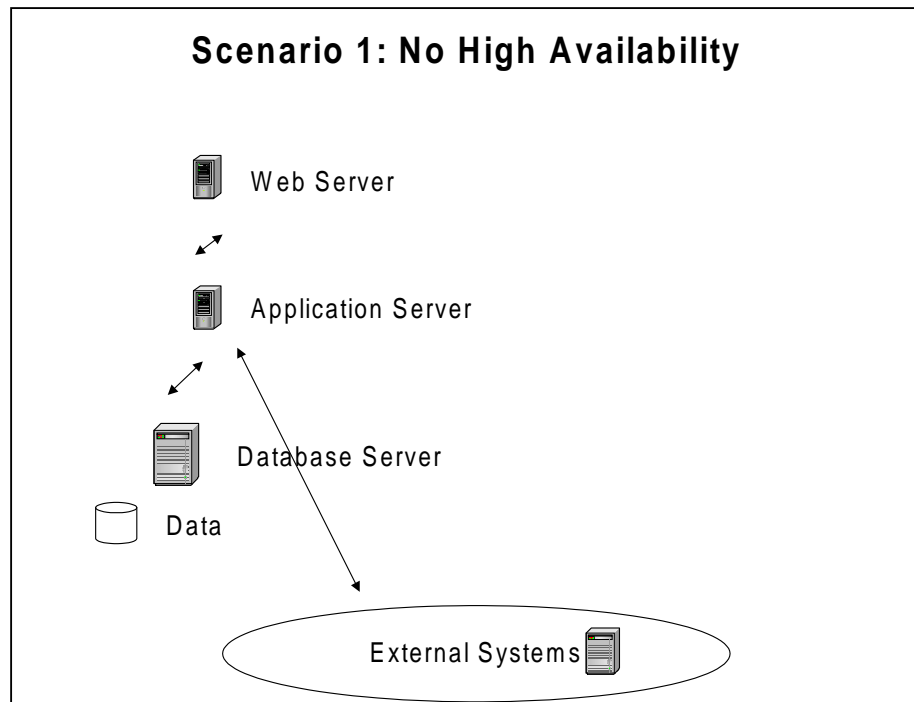 Scenario 1: No High Availability
Web Server
Application Server
Database Server
Data
External Systems